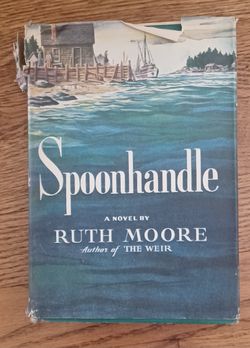 Spoonhandle
A NOVEL BY
RUTH MOORE
Author of THE WEIR